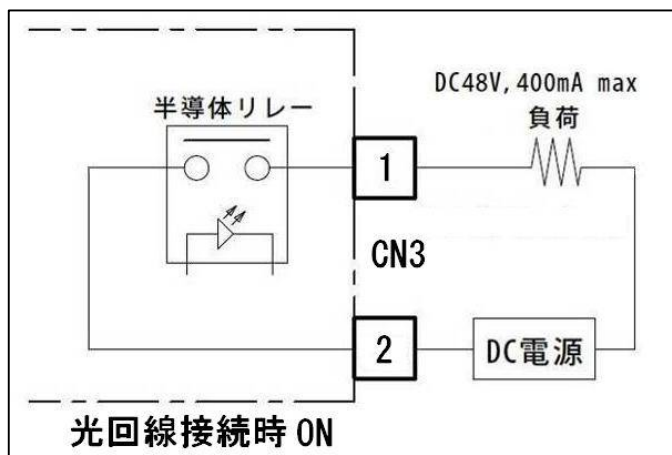 DC48V, 400mA max
負荷
半導体リレー
1
CN3
2
DC電源
光回線接続時 ON